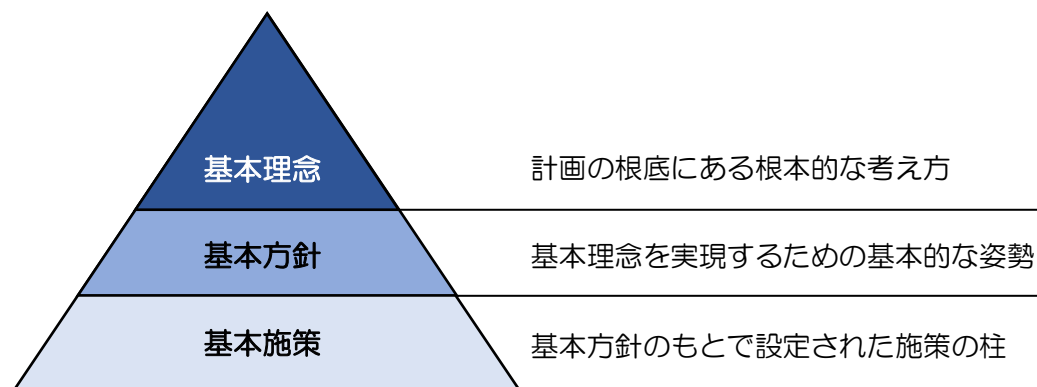 基本理念
計画の根底にある根本的な考え方
基本方針
基本理念を実現するための基本的な姿勢
基本施策
基本方針のもとで設定された施策の柱